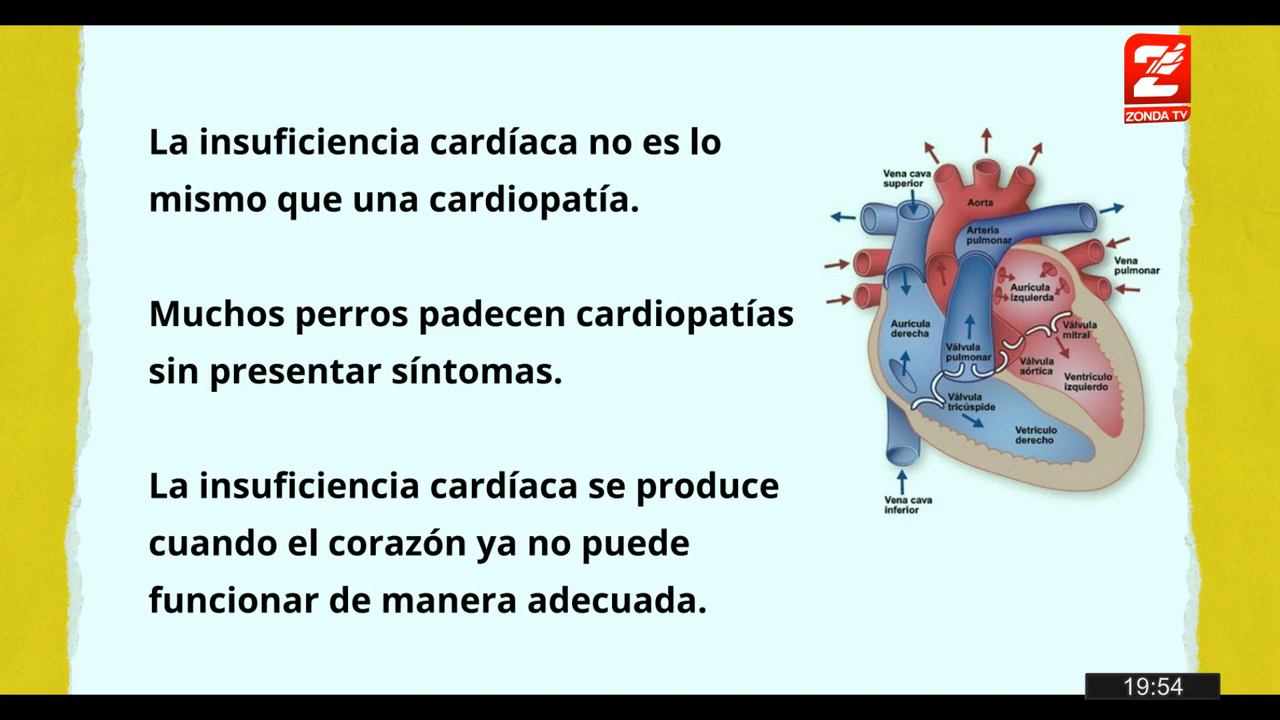 La insuficiencia cardíaca no es lo
mismo que una cardiopatía.
Muchos perros padecen cardiopatías
sin presentar síntomas.
La insuficiencia cardíaca se produce
cuando el corazón ya no puede
funcionar de manera adecuada.
ZONDA TV
Vena cava
superior
Aorta
Arteria
pulmonar
Vena
pulmonar
Aurícula
izquierda
Aurícula
derecha
Válvula
mitral
Válvula
pulmonar
Válvula
aórtica
Ventrículo
izquierdo
Válvula
tricúspide
Vetrículo
derecho
Vena cava
inferior
19:54